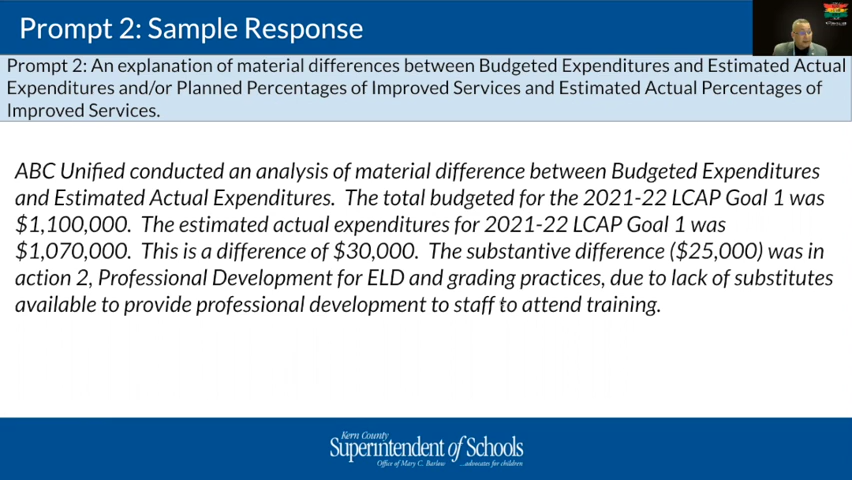 Prompt 2: Sample Response
Prompt 2: An explanation of material differences between Budgeted Expenditures and Estimated Actual
Expenditures and/or Planned Percentages of Improved Services and Estimated Actual Percentages of
Improved Services.
ABC Unified conducted an analysis of material difference between Budgeted Expenditures
and Estimated Actual Expenditures. The total budgeted for the 2021-22 LCAP Goal 1 was
$1,100,000. The estimated actual expenditures for 2021-22 LCAP Goal 1 was
$1,070,000. This is a difference of $30,000. The substantive difference ($25,000) was in
action 2, Professional Development for ELD and grading practices, due to lack of substitutes
available to provide professional development to staff to attend training.
Kern County
Superintendent of Schools
Office of Mary C. Barlow ...advocates for children